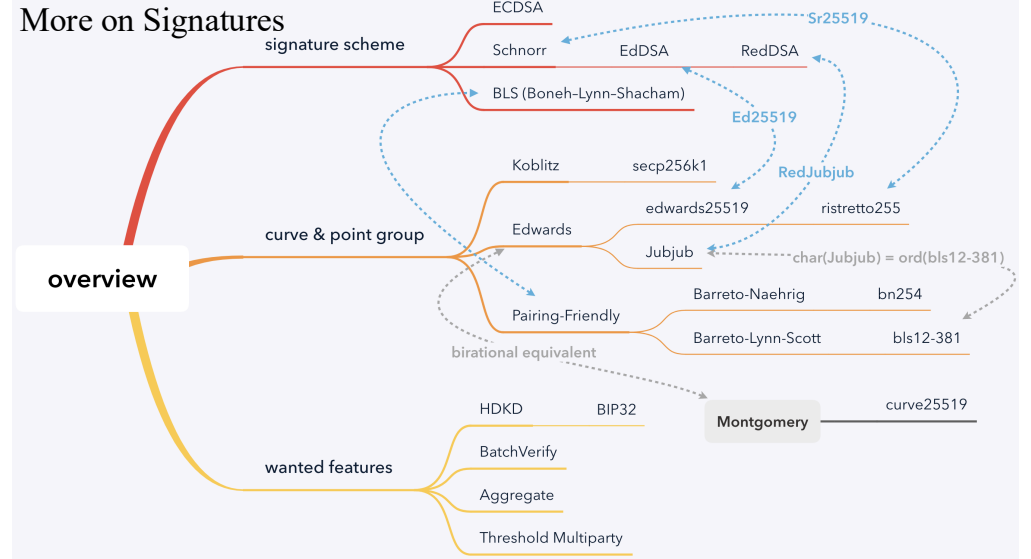 More on Signatures
ECDSA
Sr25519
signature scheme
Schnorr
EdDSA
RedDSA
BLS (Boneh–Lynn–Shacham)
Ed25519
Koblitz
secp256k1
RedJubjub
edwards25519
ristretto255
curve & point group
Edwards
Jubjub
char(Jubjub) = ord(bls12-381)
overview
Barreto-Naehrig
bn254
Pairing-Friendly
Barreto-Lynn-Scott
bls12-381
birational equivalent
HDKD
BIP32
curve25519
Montgomery
BatchVerify
wanted features
Aggregate
Threshold Multiparty